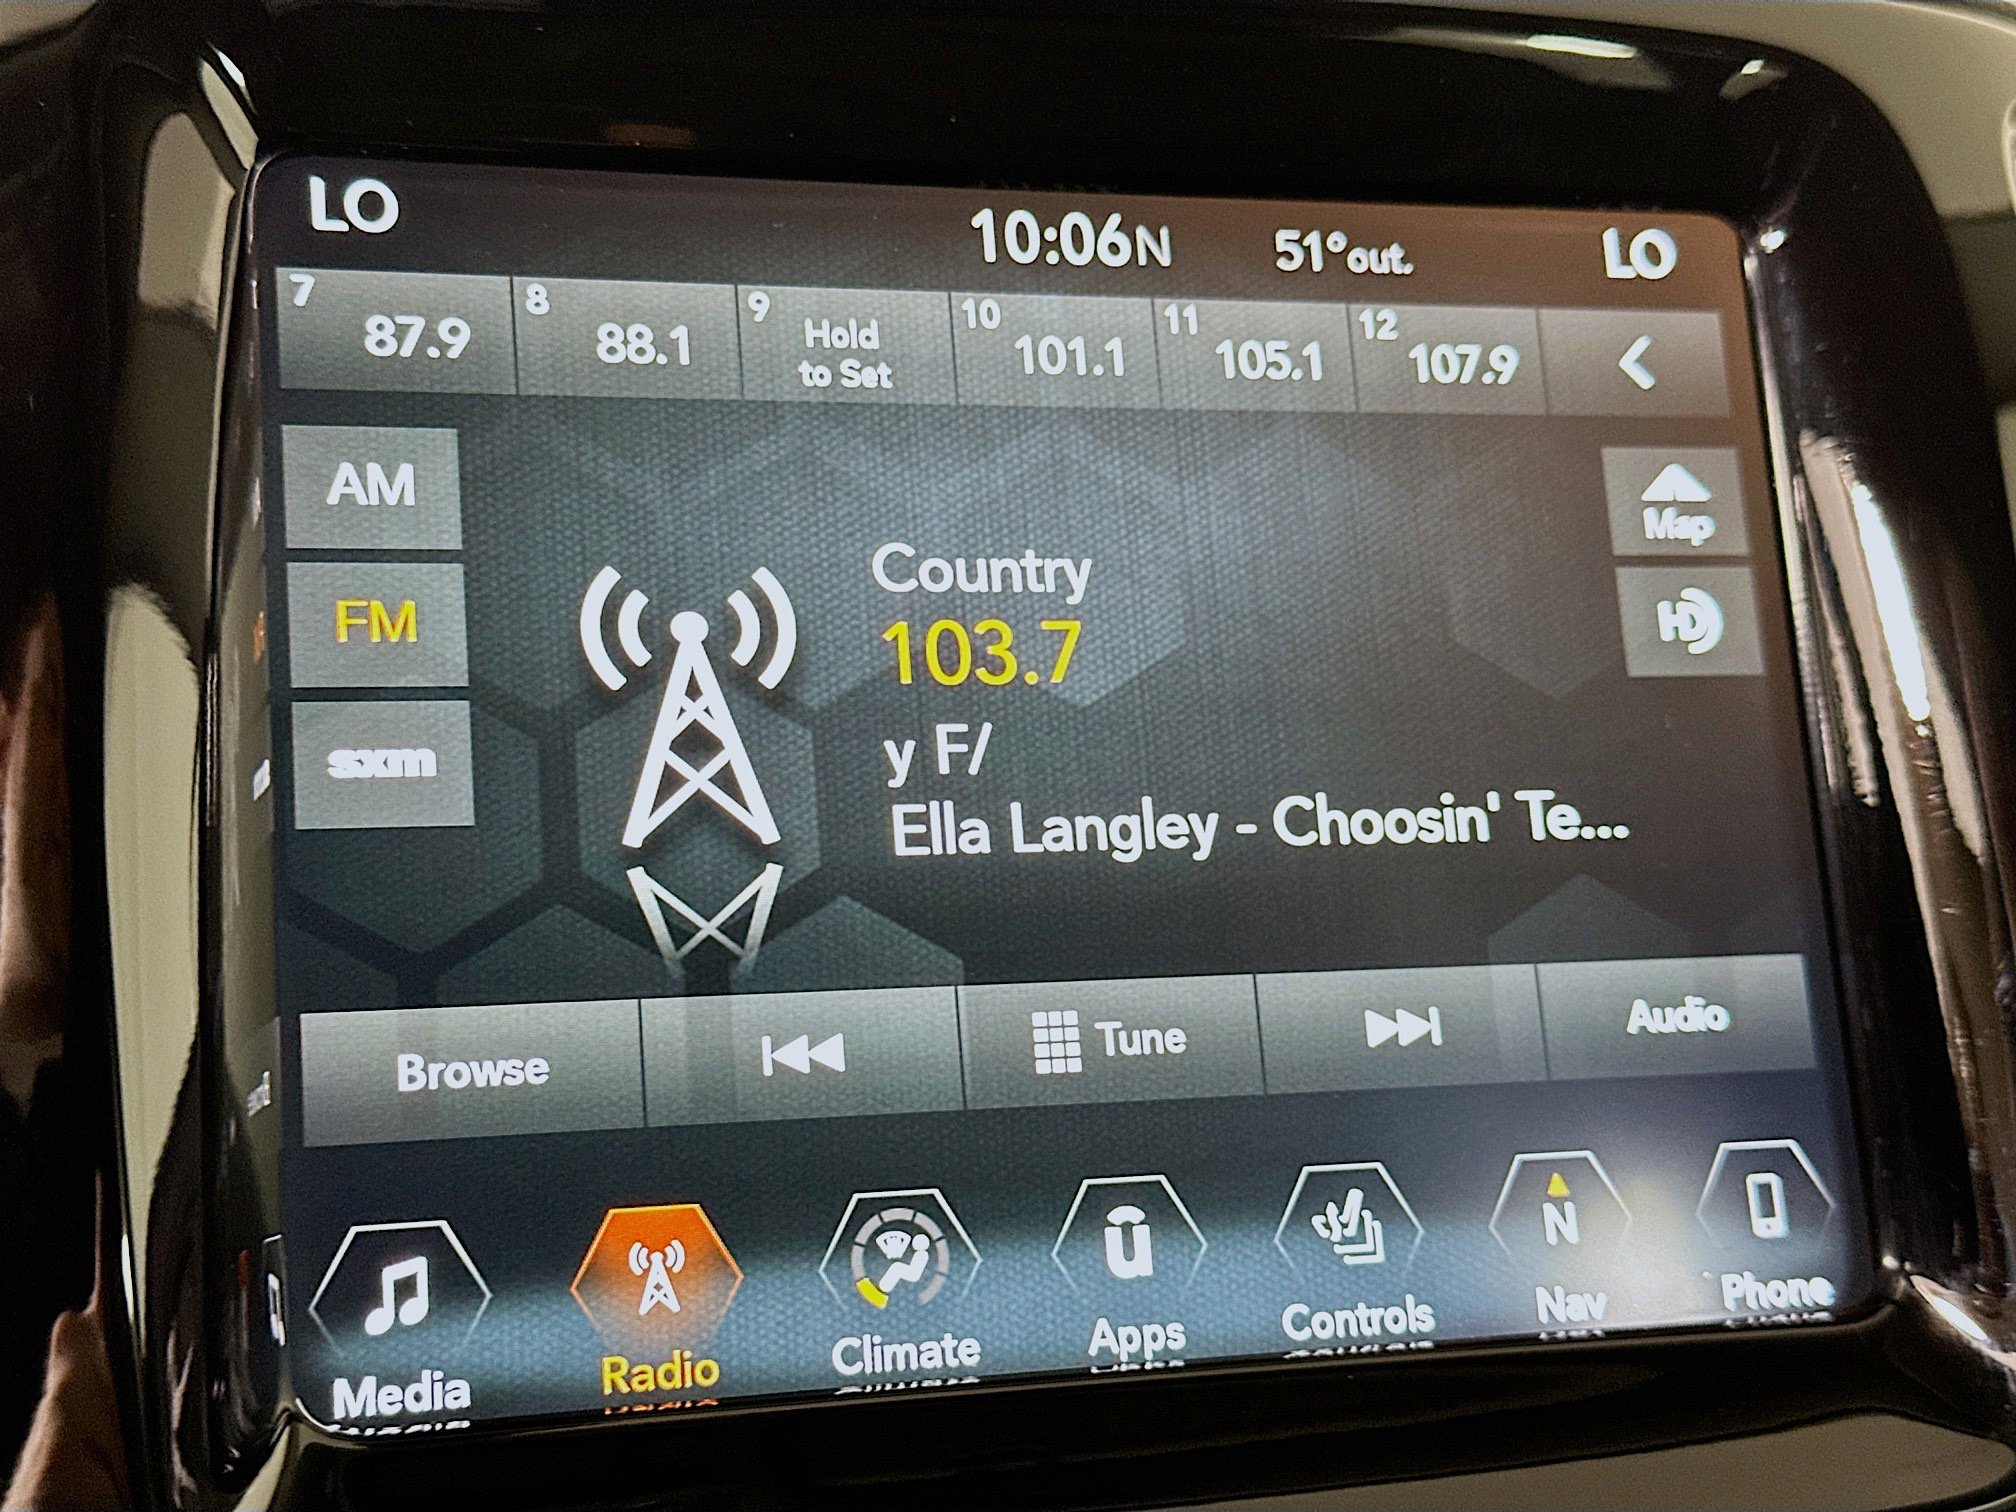 LO 10:06N 51°out. LO
7 87.9
8 88.1
9 Hold
to Set
10 101.1
11 105.1
12 107.9
AM
FM
sxm
Country
103.7
y F/
Ella Langley - Choosin' Te...
Map
HD
Browse
Tune
Audio
Media
Radio
Climate
u
Apps
Controls
N
Nav
Phone